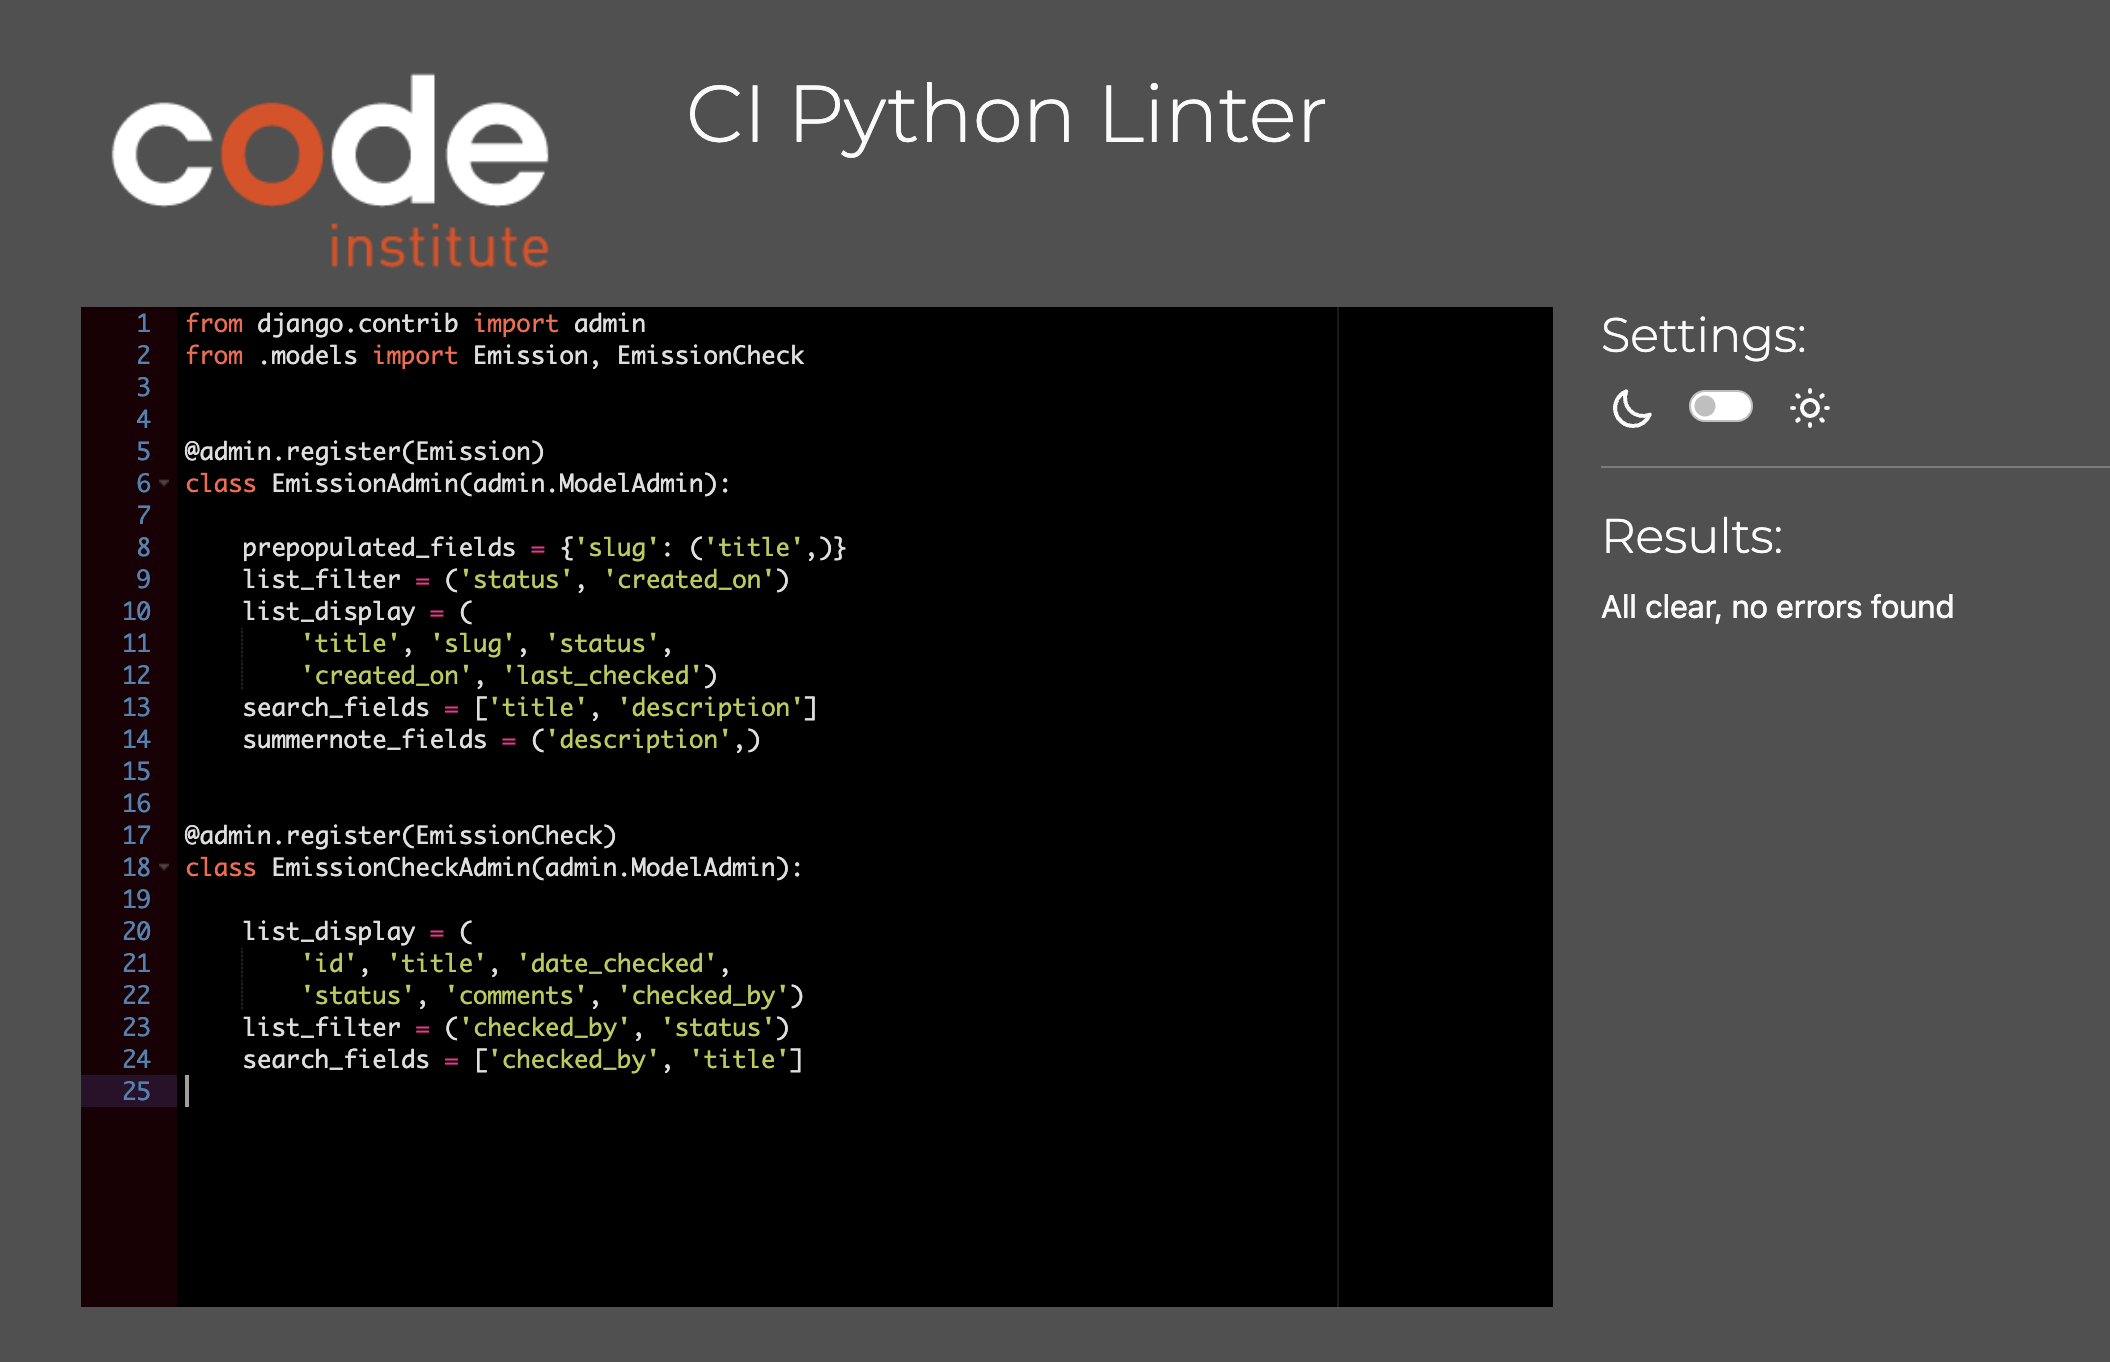 code
institute
CI Python Linter
1 from django.contrib import admin
2 from .models import Emission, EmissionCheck
3
4
5 @admin.register(Emission)
6 class EmissionAdmin(admin.ModelAdmin):
7
8     prepopulated_fields = {'slug': ('title',)}
9     list_filter = ('status', 'created_on')
10     list_display = (
11         'title', 'slug', 'status',
12         'created_on', 'last_checked')
13     search_fields = ['title', 'description']
14     summernote_fields = ('description',)
15
16
17 @admin.register(EmissionCheck)
18 class EmissionCheckAdmin(admin.ModelAdmin):
19
20     list_display = (
21         'id', 'title', 'date_checked',
22         'status', 'comments', 'checked_by')
23     list_filter = ('checked_by', 'status')
24     search_fields = ['checked_by', 'title']
25
Settings:
Results:
All clear, no errors found